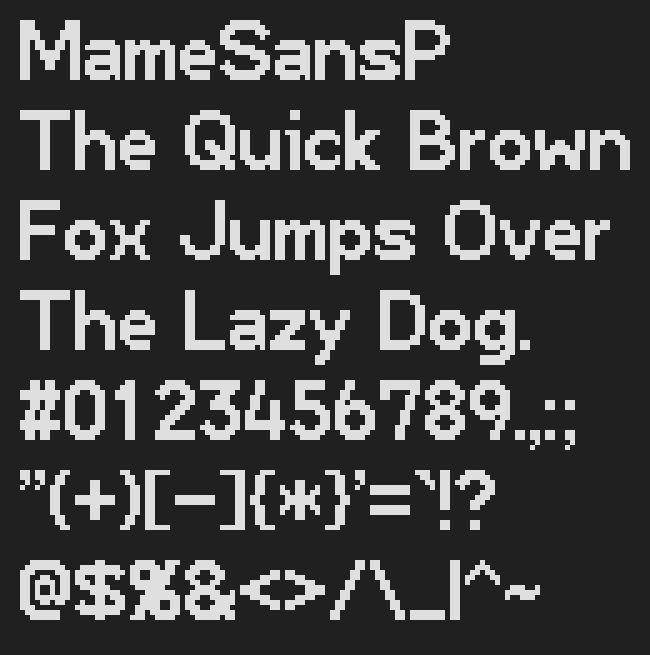 MameSansP
The Quick Brown
Fox Jumps Over
The Lazy Dog.
#0123456789.,:;
"(+)[-]{*}'=`!?
@$%&<>/\_|^~